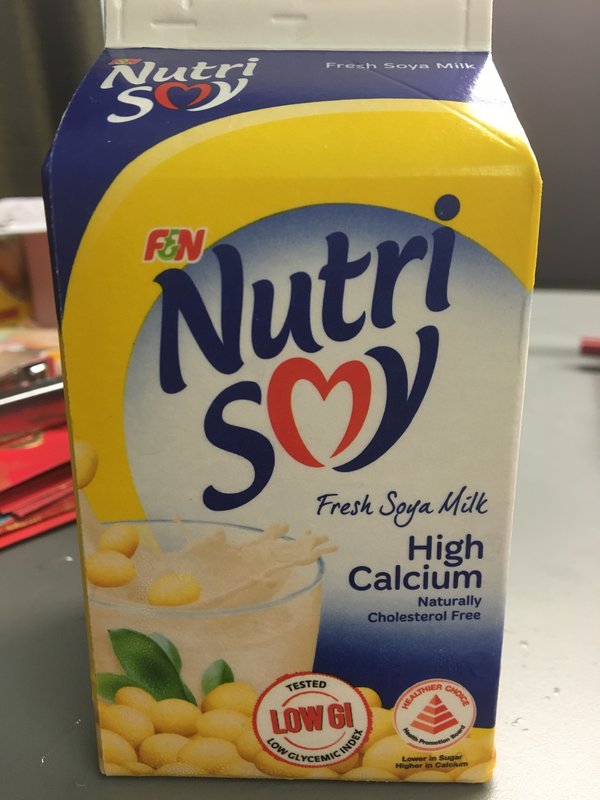 F&N
Nutri
Soy
Fresh Soya Milk
F&N
Nutri
Soy
Fresh Soya Milk
High
Calcium
Naturally
Cholesterol Free
TESTED
LOW GI
LOW GLYCEMIC INDEX
HEALTHIER CHOICE
Health Promotion Board
Lower in Sugar
Higher in Calcium